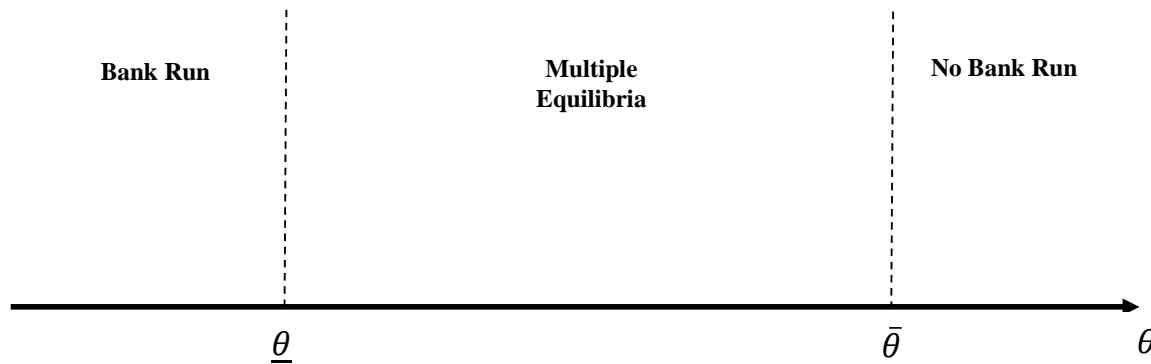 Bank Run
Multiple
Equilibria
No Bank Run
θ̲
θ̄
θ